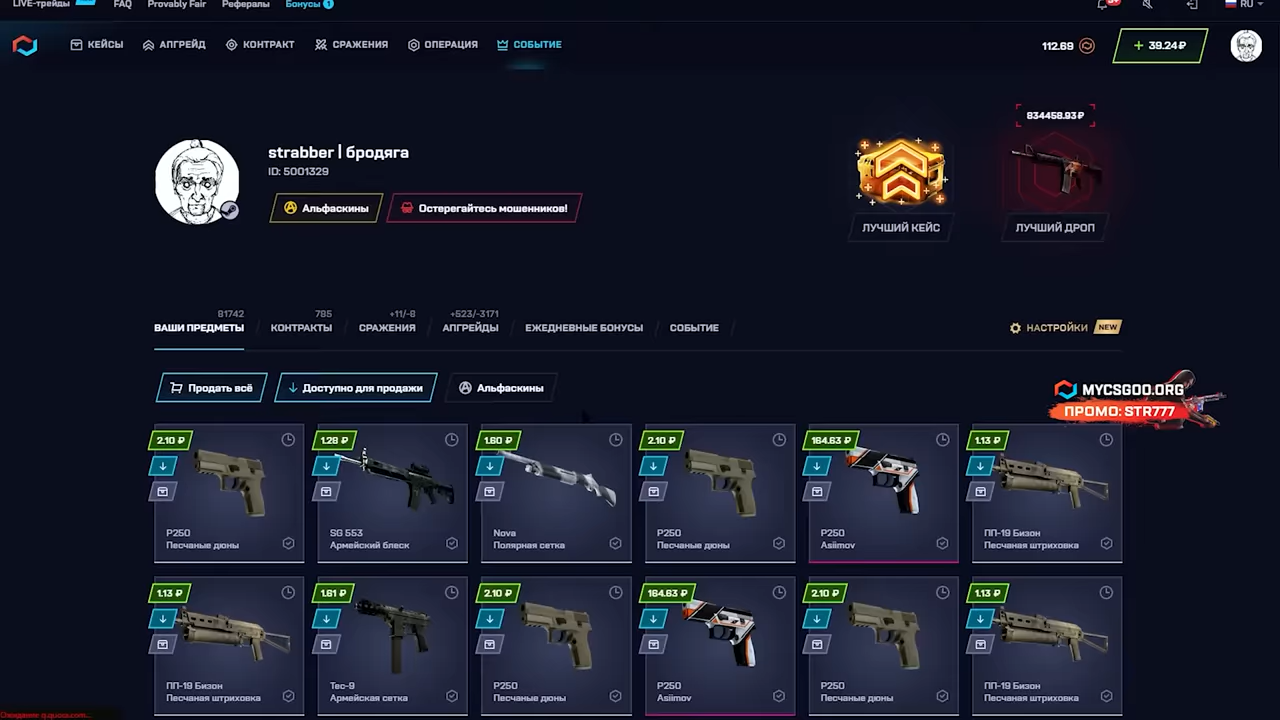 LIVE-трейды FAQ Provably Fair Рефералы Бонусы 1 RU
КЕЙСЫ АПГРЕЙД КОНТРАКТ СРАЖЕНИЯ ОПЕРАЦИЯ СОБЫТИЕ 112.69 + 39.24 ₽
834458.93 ₽
strabber | бродяга
ID: 5001329
Альфаскины Остерегайтесь мошенников!
ЛУЧШИЙ КЕЙС ЛУЧШИЙ ДРОП
81742 785 +11/-8 +523/-3171
ВАШИ ПРЕДМЕТЫ КОНТРАКТЫ СРАЖЕНИЯ АПГРЕЙДЫ ЕЖЕДНЕВНЫЕ БОНУСЫ СОБЫТИЕ НАСТРОЙКИ NEW
Продать всё Доступно для продажи Альфаскины
MYCSGOO.ORG
ПРОМО: STR777
2.10 ₽ 1.28 ₽ 1.60 ₽ 2.10 ₽ 164.63 ₽ 1.13 ₽
P250 SG 553 Nova P250 P250 ПП-19 Бизон
Песчаные дюны Армейский блеск Полярная сетка Песчаные дюны Asiimov Песчаная штриховка
1.13 ₽ 1.61 ₽ 2.10 ₽ 164.63 ₽ 2.10 ₽ 1.13 ₽
ПП-19 Бизон Tec-9 P250 P250 P250 ПП-19 Бизон
Песчаная штриховка Армейская сетка Песчаные дюны Asiimov Песчаные дюны Песчаная штриховка